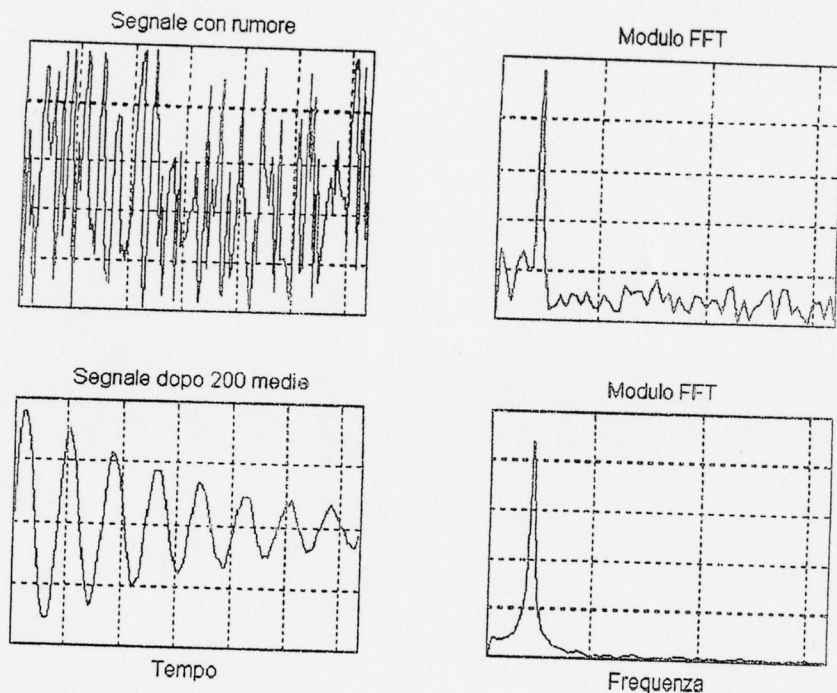 Segnale con rumore
Modulo FFT
Segnale dopo 200 medie
Modulo FFT
Tempo
Frequenza